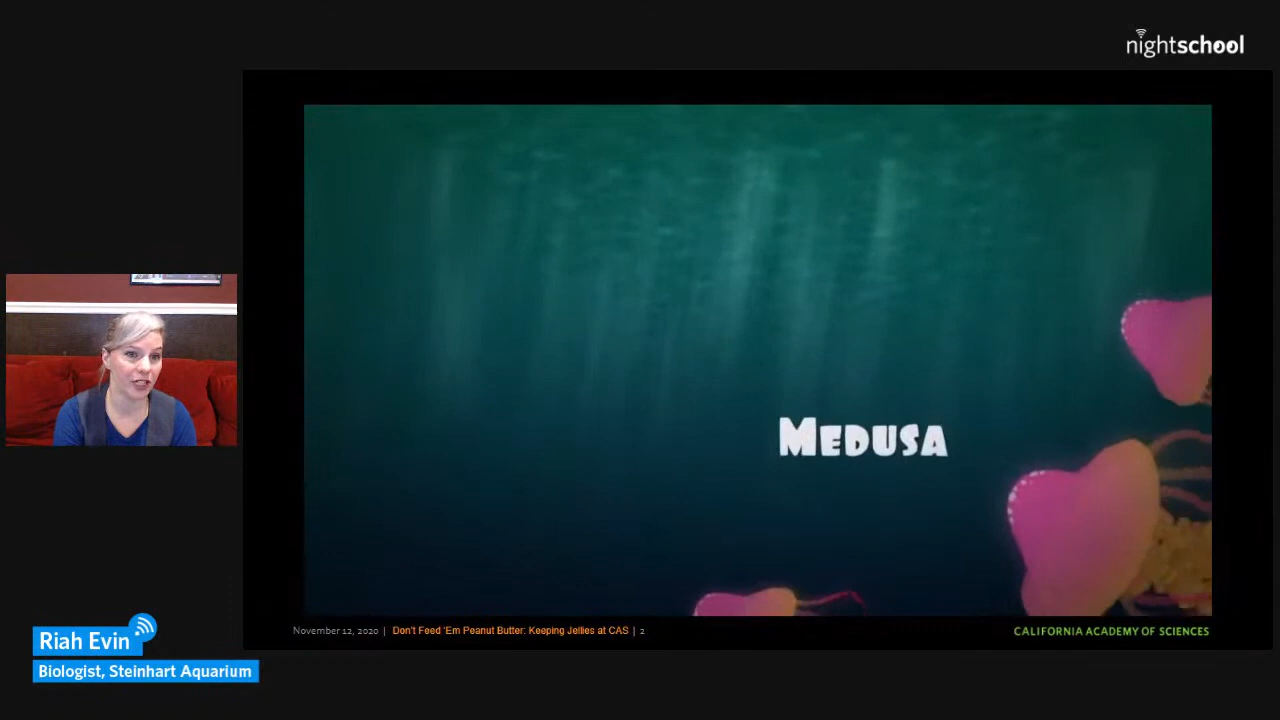 nightschool
MEDUSA
November 12, 2020 | Don't Feed 'Em Peanut Butter: Keeping Jellies at CAS | 2
CALIFORNIA ACADEMY OF SCIENCES
Riah Evin
Biologist, Steinhart Aquarium